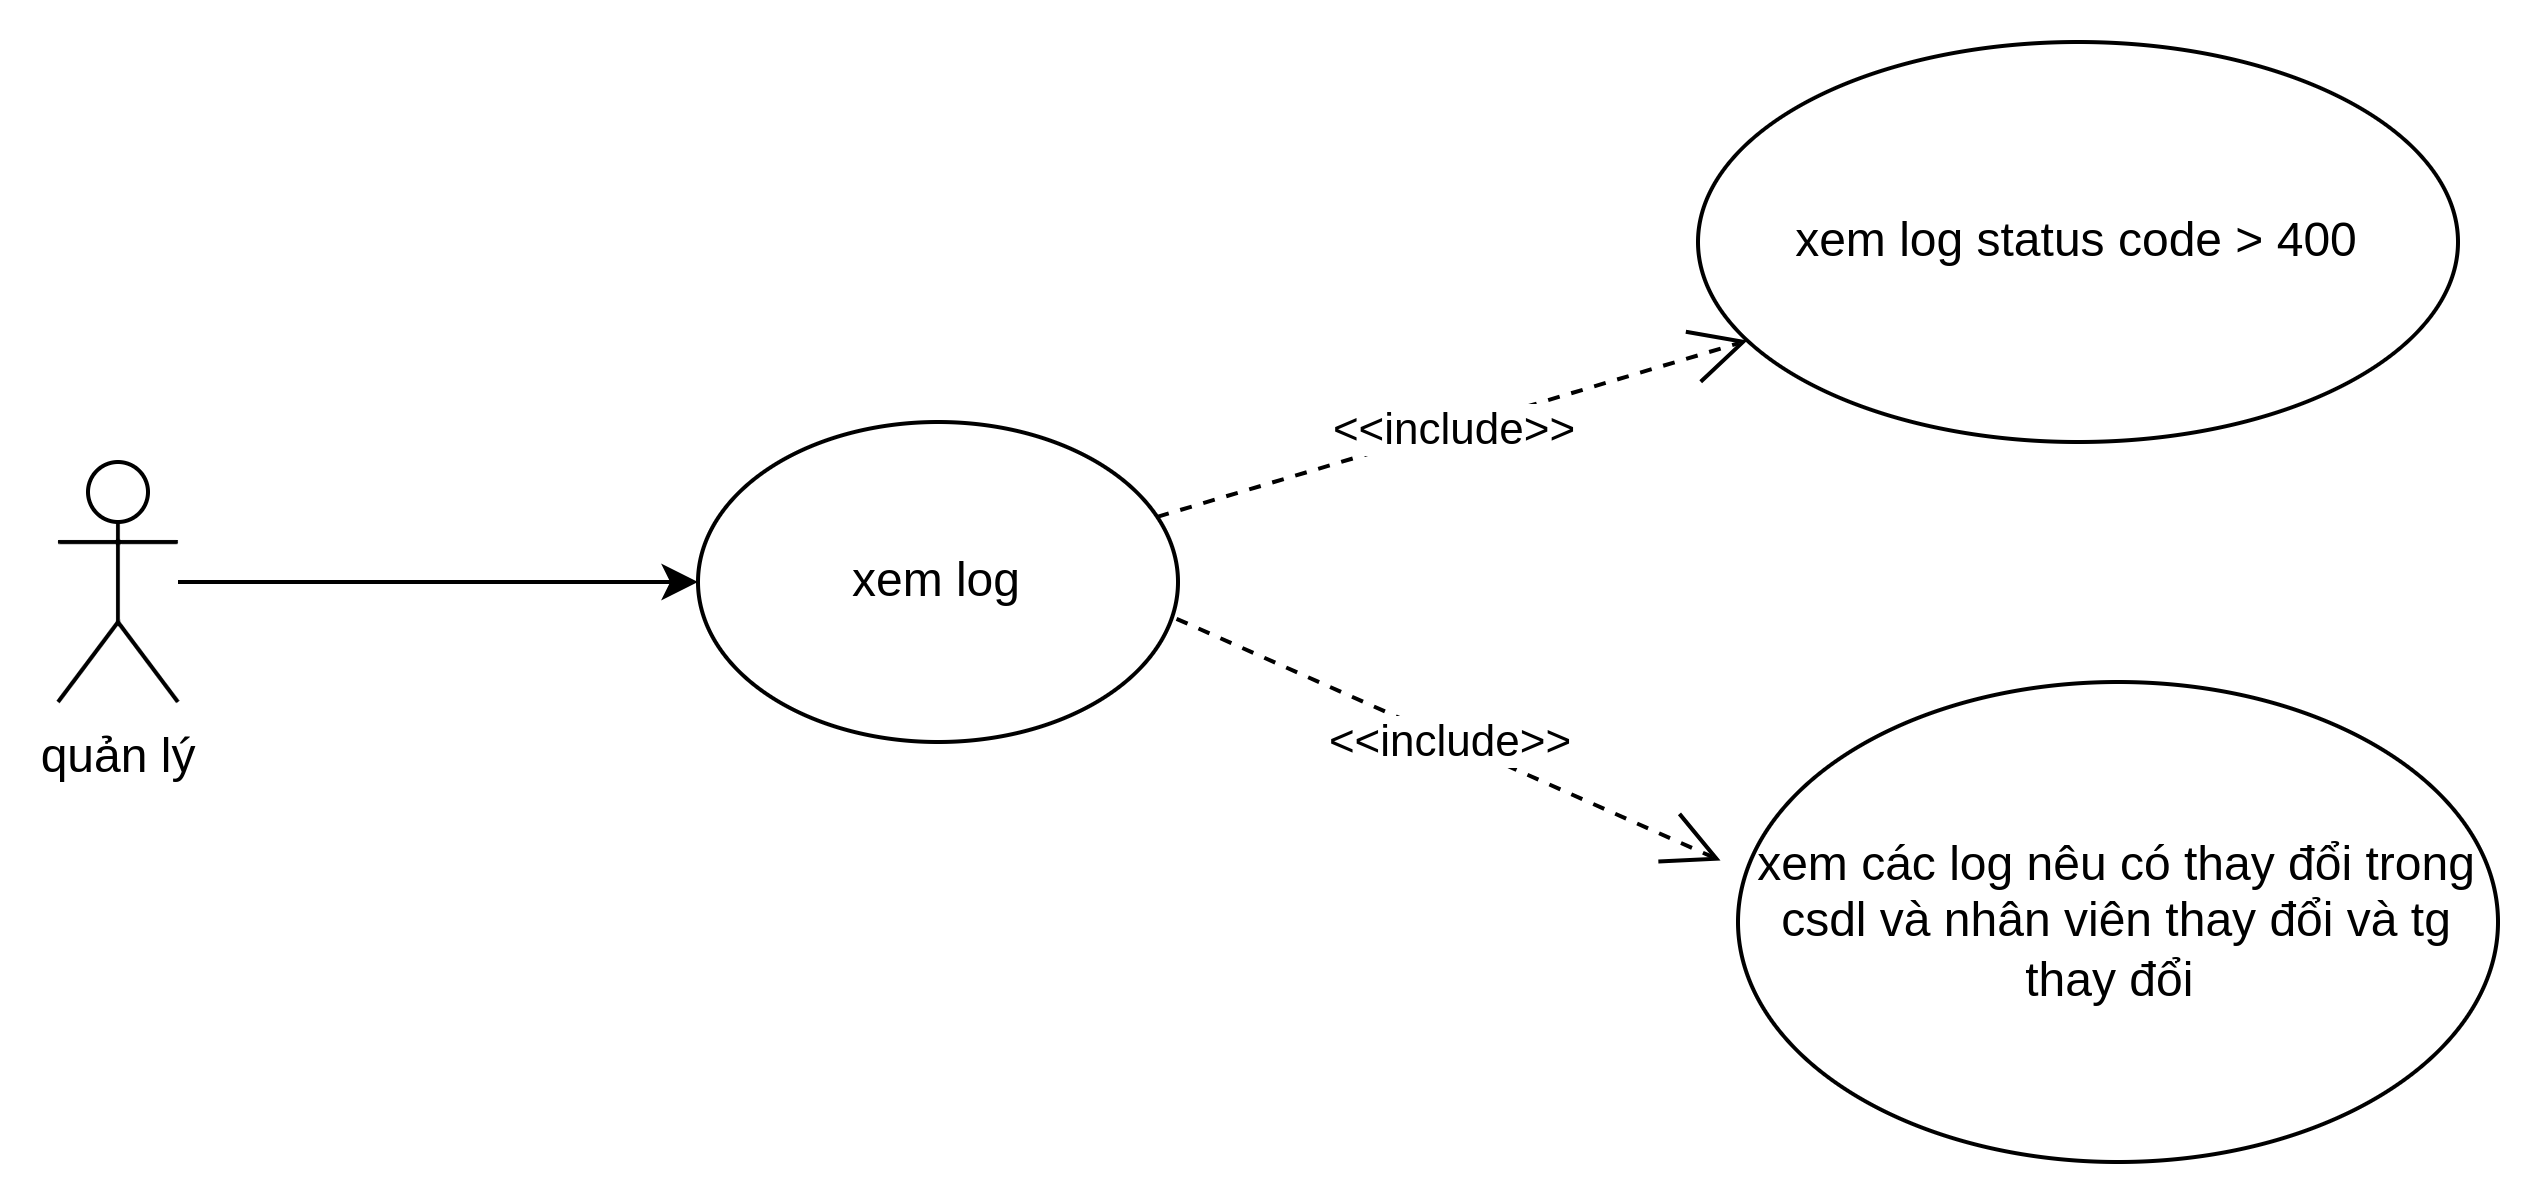 xem log status code > 400
<<include>>
xem log
quản lý
<<include>>
xem các log nêu có thay đổi trong
csdl và nhân viên thay đổi và tg
thay đổi